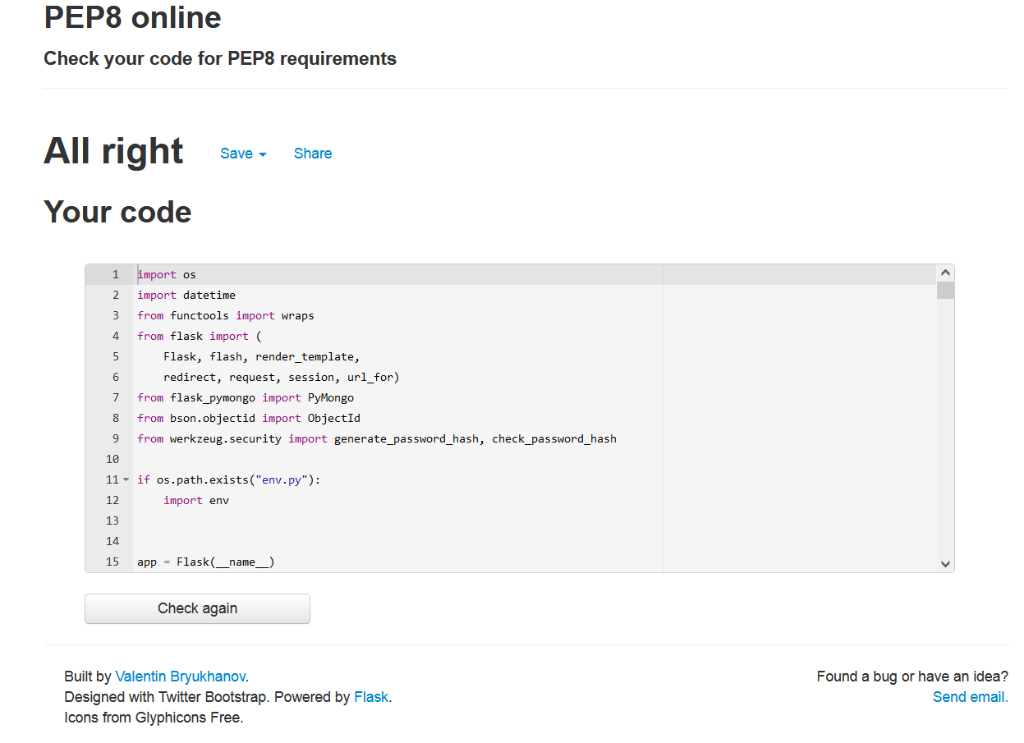 PEP8 online
Check your code for PEP8 requirements
All right Save Share
Your code
1 import os
2 import datetime
3 from functools import wraps
4 from flask import (
5     Flask, flash, render_template,
6     redirect, request, session, url_for)
7 from flask_pymongo import PyMongo
8 from bson.objectid import ObjectId
9 from werkzeug.security import generate_password_hash, check_password_hash
10
11 if os.path.exists("env.py"):
12     import env
13
14
15 app = Flask(__name__)
Check again
Built by Valentin Bryukhanov.
Designed with Twitter Bootstrap. Powered by Flask.
Icons from Glyphicons Free.
Found a bug or have an idea?
Send email.